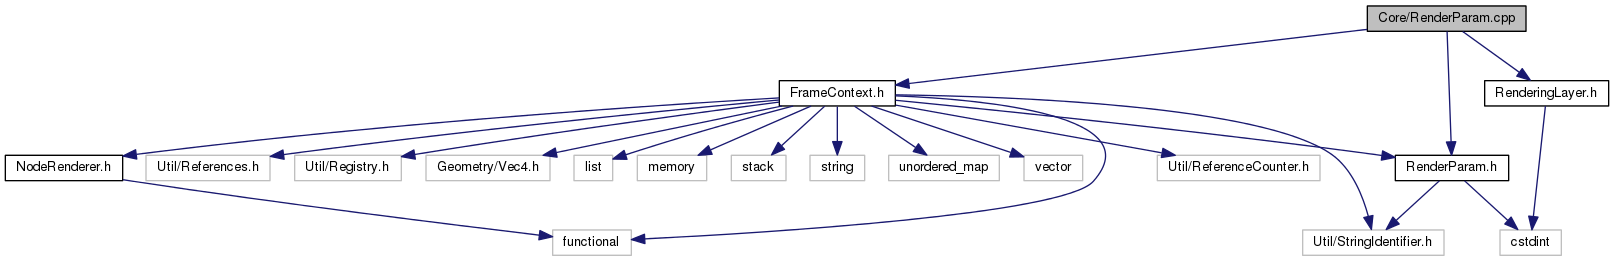 Core/RenderParam.cpp
FrameContext.h
RenderingLayer.h
NodeRenderer.h
Util/References.h
Util/Registry.h
Geometry/Vec4.h
list
memory
stack
string
unordered_map
vector
Util/ReferenceCounter.h
RenderParam.h
functional
Util/StringIdentifier.h
cstdint